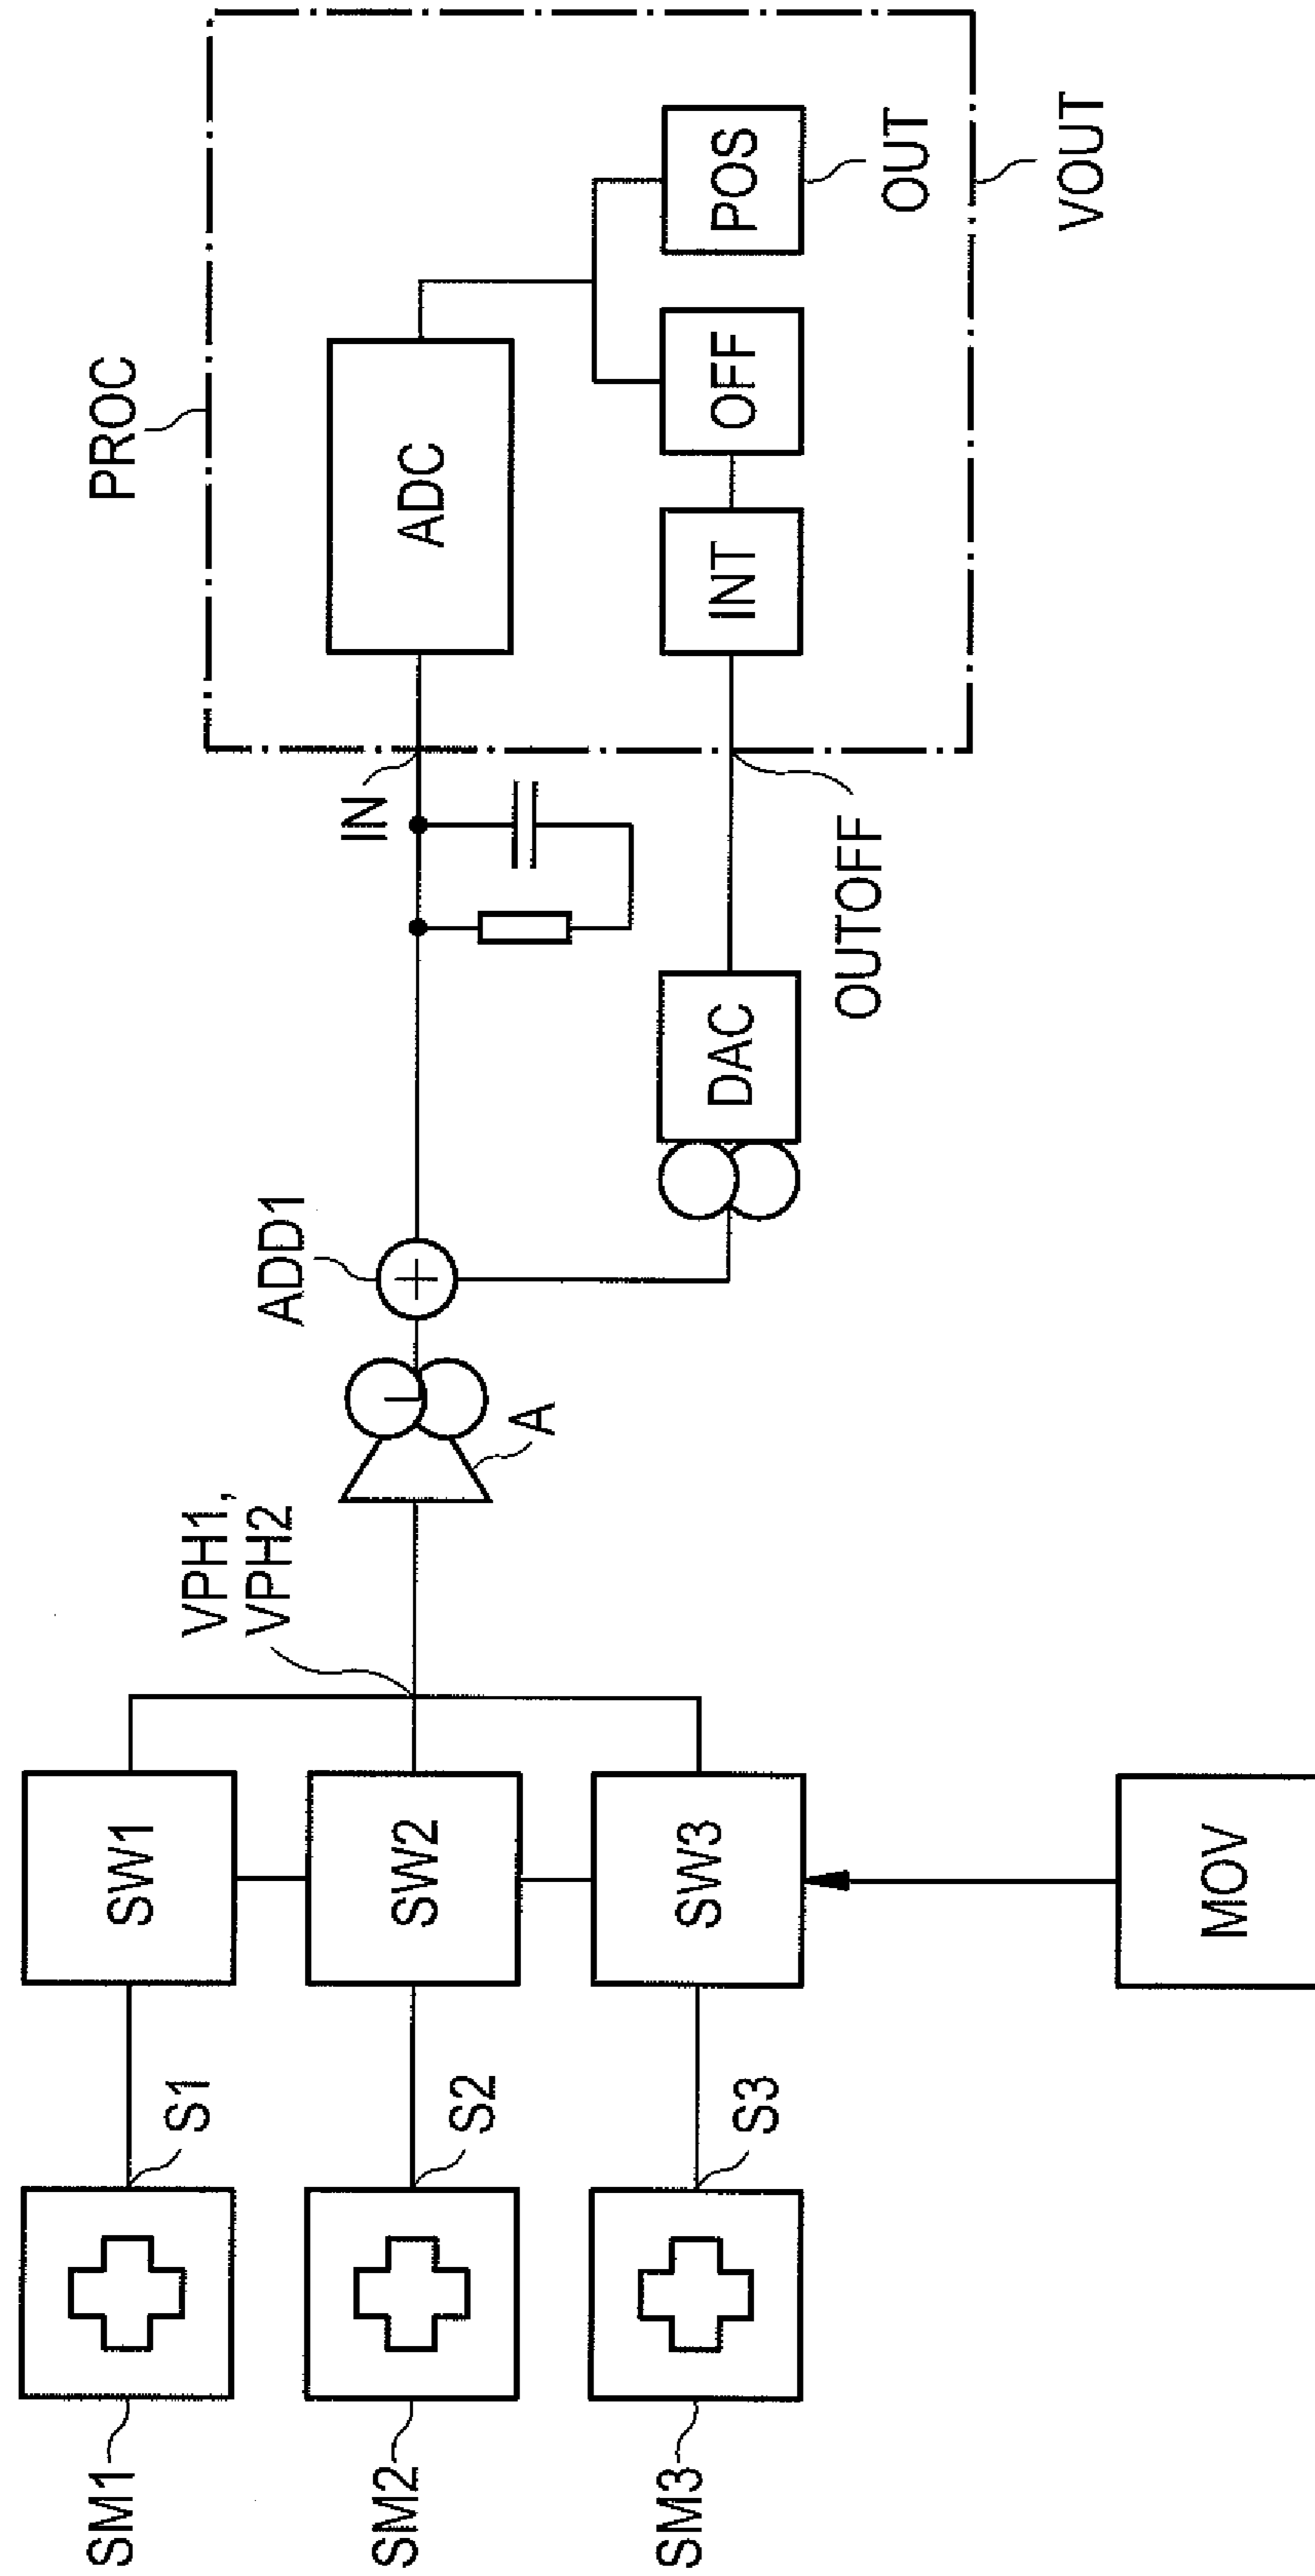 SM1
S1
SW1
SM2
S2
SW2
SM3
S3
SW3
MOV
VPH1,
VPH2
A
ADD1
DAC
OUTOFF
IN
PROC
ADC
INT
OFF
POS
OUT
VOUT